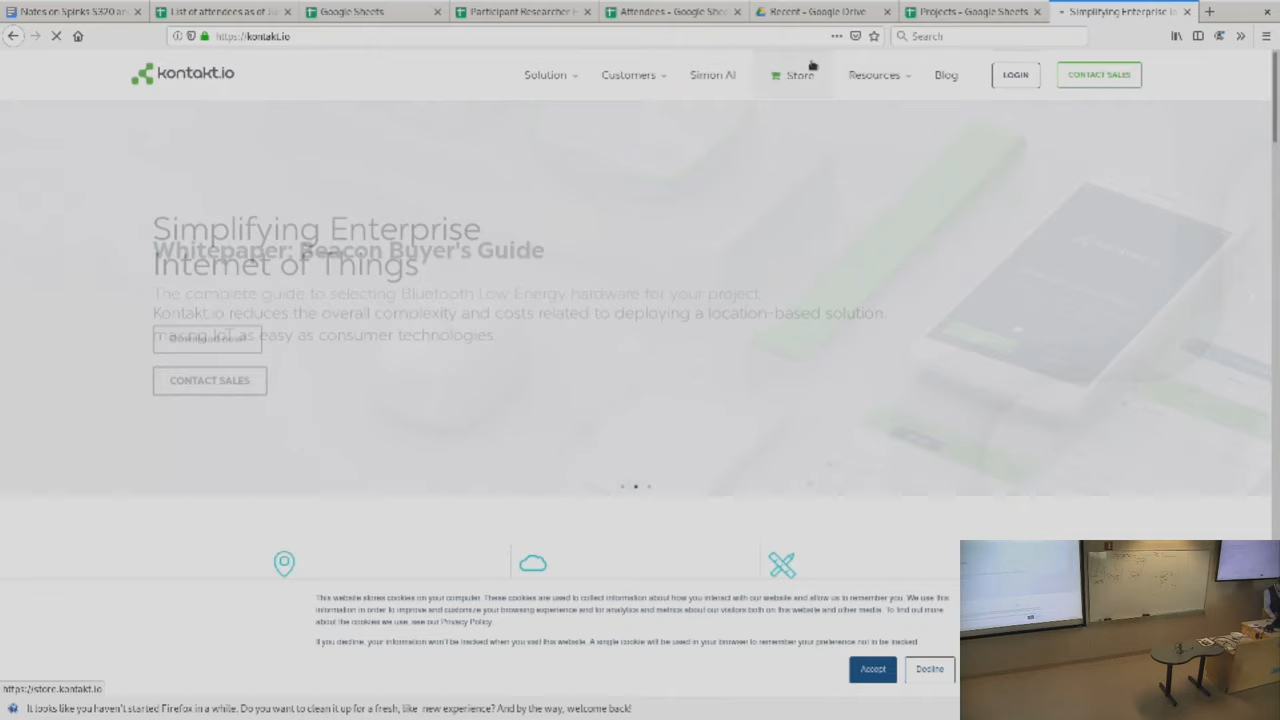 Notes on Spinks S320 an
List of attendees as of Ja
Google Sheets
Participant Researcher
Attendees - Google Shee
Recent - Google Drive
Projects - Google Sheets
Simplifying Enterprise In
https://kontakt.io
Search
kontakt.io
Solution
Customers
Simon AI
Store
Resources
Blog
LOGIN
CONTACT SALES
Simplifying Enterprise
Whitepaper: Beacon Buyer's Guide
Internet of Things
The complete guide to selecting Bluetooth Low Energy hardware for your project.
Kontakt.io reduces the overall complexity and costs related to deploying a location-based solution,
making IoT as easy as consumer technologies.
CONTACT SALES
This website stores cookies on your computer. These cookies are used to collect information about how you interact with our website and allow us to remember you. We use this
information in order to improve and customize your browsing experience and for analytics and metrics about our visitors both on this website and other media. To find out more
about the cookies we use, see our Privacy Policy.
If you decline, your information won't be tracked when you visit this website. A single cookie will be used in your browser to remember your preference not to be tracked.
Accept
Decline
https://store.kontakt.io
It looks like you haven't started Firefox in a while. Do you want to clean it up for a fresh, like new experience? And by the way, welcome back!